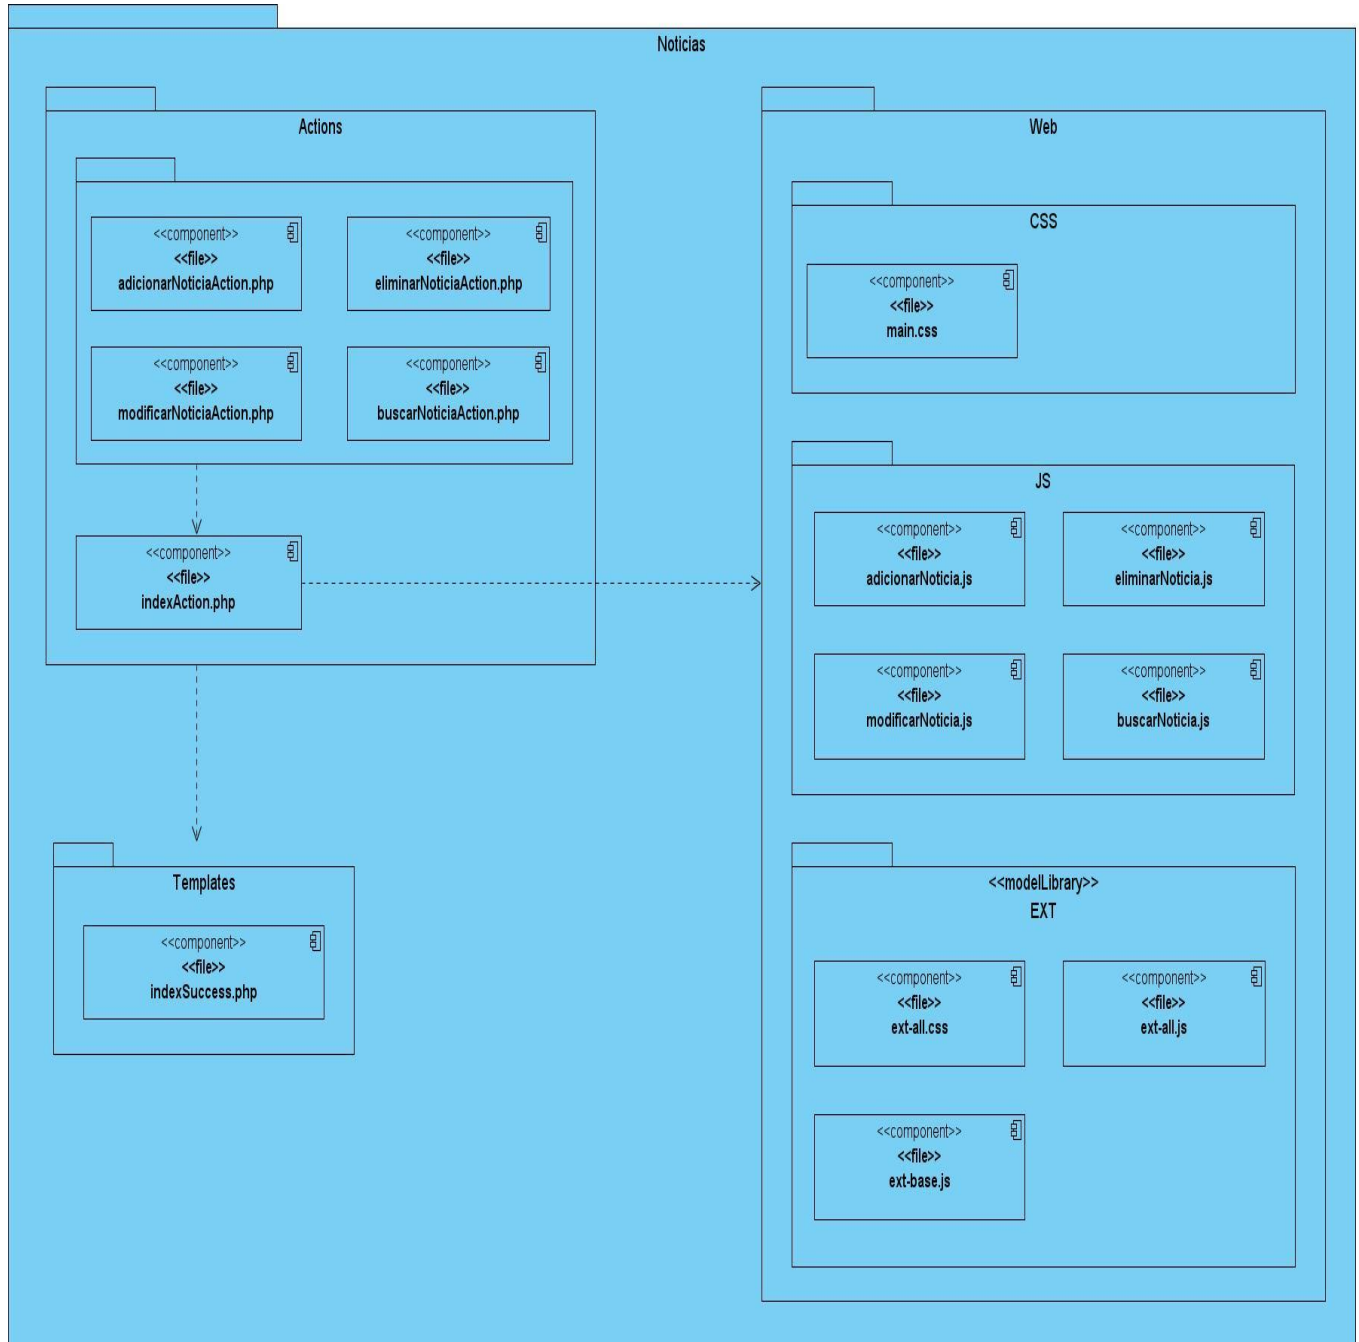 Noticias
Actions
<<component>>
<<file>>
adicionarNoticiaAction.php
<<component>>
<<file>>
eliminarNoticiaAction.php
<<component>>
<<file>>
modificarNoticiaAction.php
<<component>>
<<file>>
buscarNoticiaAction.php
<<component>>
<<file>>
indexAction.php
Templates
<<component>>
<<file>>
indexSuccess.php
Web
CSS
<<component>>
<<file>>
main.css
JS
<<component>>
<<file>>
adicionarNoticia.js
<<component>>
<<file>>
eliminarNoticia.js
<<component>>
<<file>>
modificarNoticia.js
<<component>>
<<file>>
buscarNoticia.js
<<modelLibrary>>
EXT
<<component>>
<<file>>
ext-all.css
<<component>>
<<file>>
ext-all.js
<<component>>
<<file>>
ext-base.js